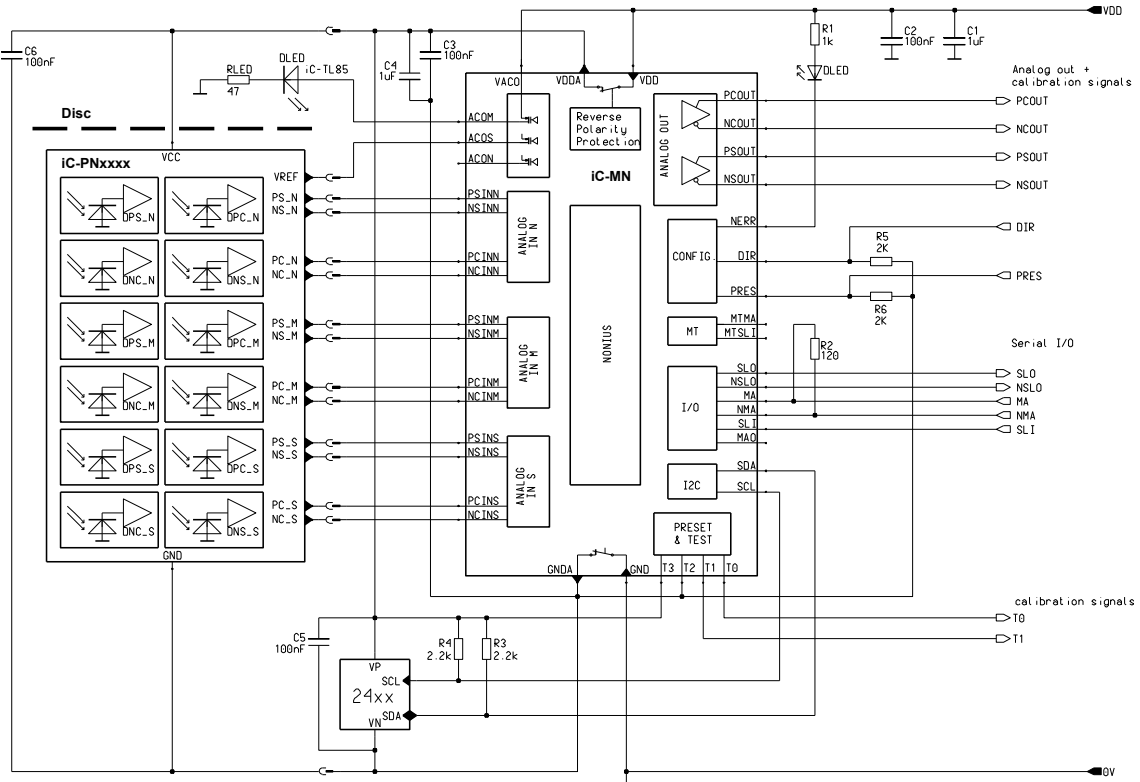 VDD
C6
100nF
C3
100nF
C4
1uF
R1
1k
C2
100nF
C1
1uF
DLED
iC-TL85
RLED
47
VACO
VDDA
VDD
DLED
Analog out +
calibration signals
Disc
ACOM
ACOS
ACON
Reverse
Polarity
Protection
ANALOG OUT
PCOUT
NCOUT
PSOUT
NSOUT
PCOUT
NCOUT
PSOUT
NSOUT
iC-PNxxxx
VCC
iC-MN
VREF
PS_N
NS_N
PC_N
NC_N
PS_M
NS_M
PC_M
NC_M
PS_S
NS_S
PC_S
NC_S
DPS_N
DPC_N
DNC_N
DNS_N
DPS_M
DPC_M
DNC_M
DNS_M
DPS_S
DPC_S
DNC_S
DNS_S
GND
PSINN
NSINN
PCINN
NCINN
ANALOG
IN N
PSINM
NSINM
PCINM
NCINM
ANALOG
IN M
PSINS
NSINS
PCINS
NCINS
ANALOG
IN S
NONIUS
CONFIG.
NERR
DIR
PRES
DIR
R5
2K
PRES
R6
2K
MT
MTMA
MTSLI
R2
120
Serial I/O
I/O
SLO
NSLO
MA
NMA
SLI
MAO
SLO
NSLO
MA
NMA
SLI
I2C
SDA
SCL
PRESET
& TEST
GNDA
GND
T3
T2
T1
T0
calibration signals
T0
T1
C5
100nF
R4
2.2k
R3
2.2k
VP
SCL
24xx
SDA
VN
0V